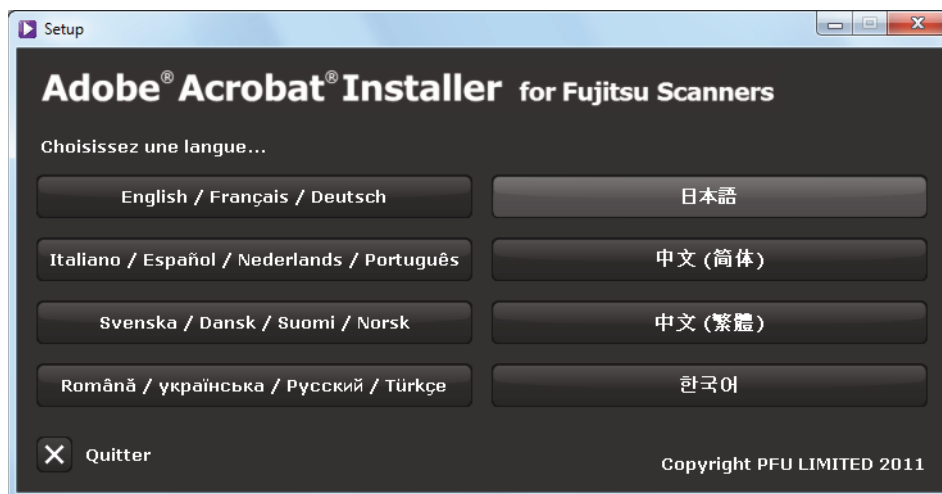 Setup
Adobe® Acrobat® Installer for Fujitsu Scanners
Choisissez une langue...
English / Français / Deutsch
日本語
Italiano / Español / Nederlands / Português
中文 (简体)
Svenska / Dansk / Suomi / Norsk
中文 (繁體)
Română / українська / Русский / Türkçe
한국어
Quitter
Copyright PFU LIMITED 2011